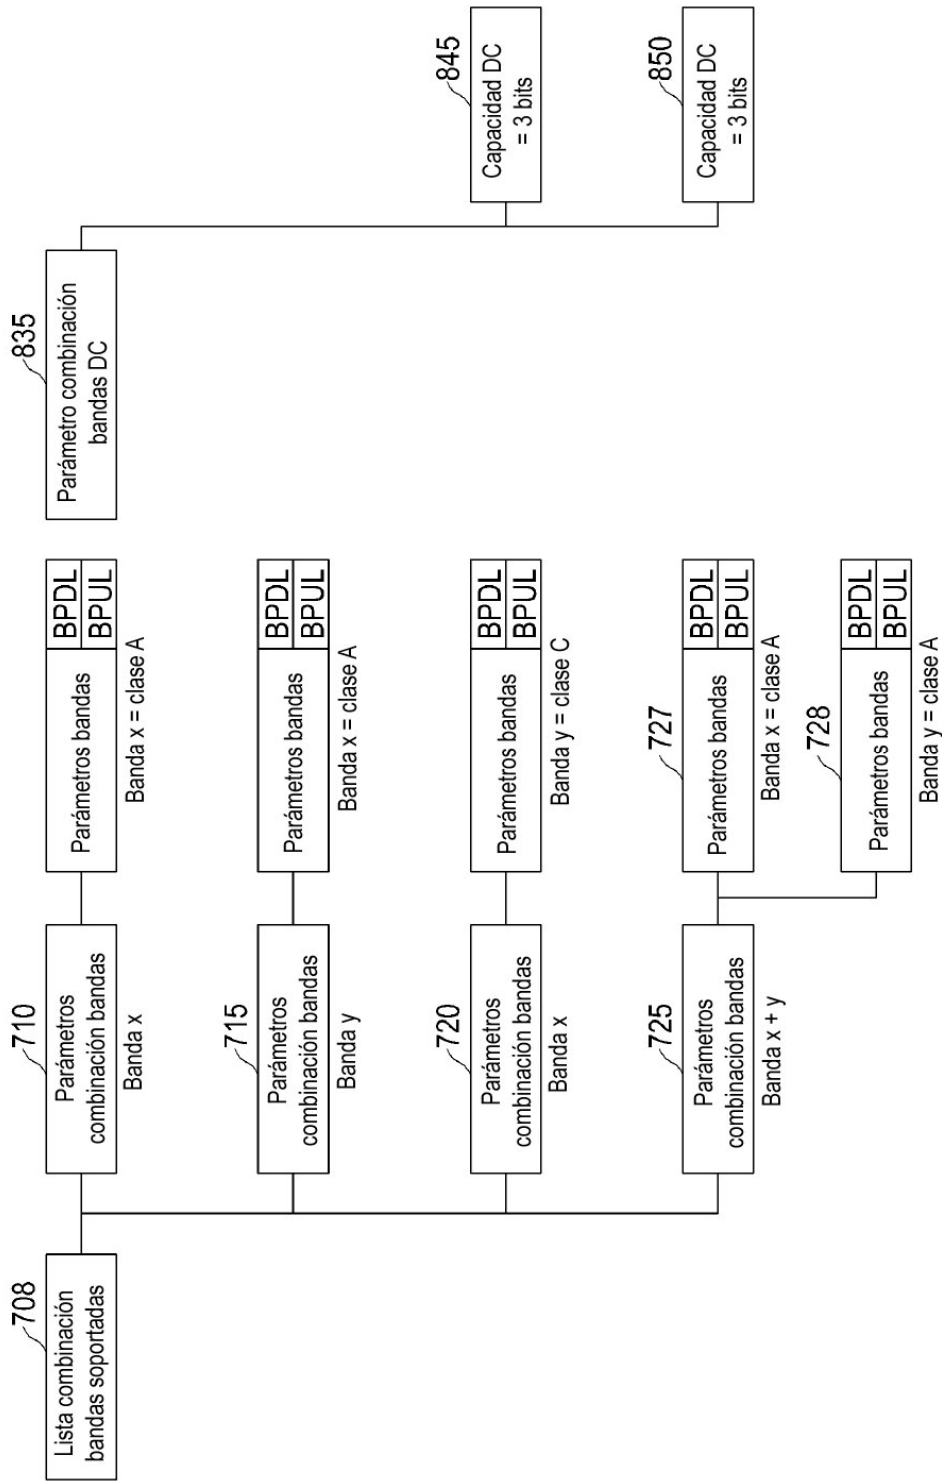 708
Lista combinación
bandas soportadas
710
Parámetros
combinación bandas
Banda x
Parámetros bandas
BPDL
BPUL
Banda x = clase A
835
Parámetro combinación
bandas DC
715
Parámetros
combinación bandas
Banda y
Parámetros bandas
BPDL
BPUL
Banda x = clase A
720
Parámetros
combinación bandas
Banda x
Parámetros bandas
BPDL
BPUL
Banda y = clase C
845
Capacidad DC
= 3 bits
725
Parámetros
combinación bandas
Banda x + y
727
Parámetros bandas
BPDL
BPUL
Banda x = clase A
850
Capacidad DC
= 3 bits
728
Parámetros bandas
BPDL
BPUL
Banda y = clase A